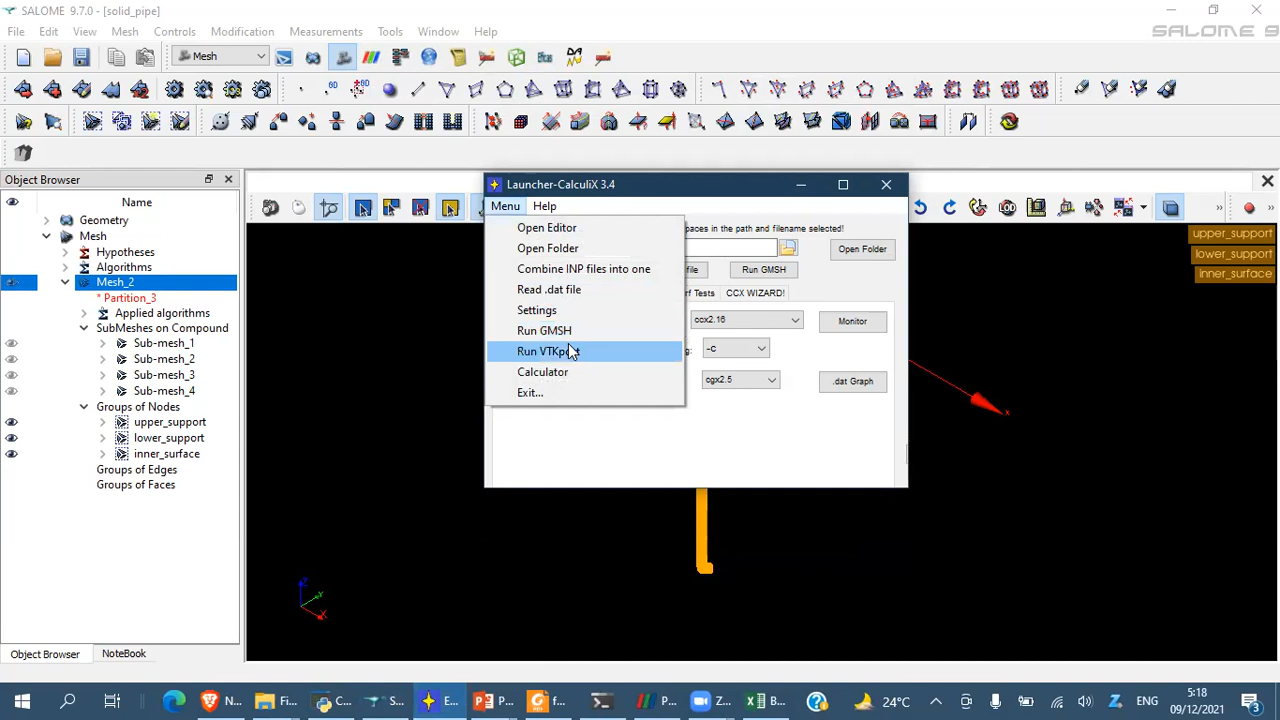 SALOME 9.7.0 - [solid_pipe]
File Edit View Mesh Controls Modification Measurements Tools Window Help
SALOME 9
Mesh
Object Browser
Name
Geometry
Mesh
Hypotheses
Algorithms
Mesh_2
* Partition_3
Applied algorithms
SubMeshes on Compound
Sub-mesh_1
Sub-mesh_2
Sub-mesh_3
Sub-mesh_4
Groups of Nodes
upper_support
lower_support
inner_surface
Groups of Edges
Groups of Faces
Object Browser NoteBook
Launcher-CalculiX 3.4
Menu Help
Open Editor
Open Folder
Combine INP files into one
Read .dat file
Settings
Run GMSH
Calculator
Exit...
paces in the path and filename selected!
Open Folder
file Run GMSH
rf Tests CCX WIZARD!
ccx2.16 Monitor
g: -C
cgx2.5 .dat Graph
upper_support
lower_support
inner_surface
x
Z
Y
X
N... Fi... C... S... E... P... P... Z... B...
24°C ENG
5:18
09/12/2021
3